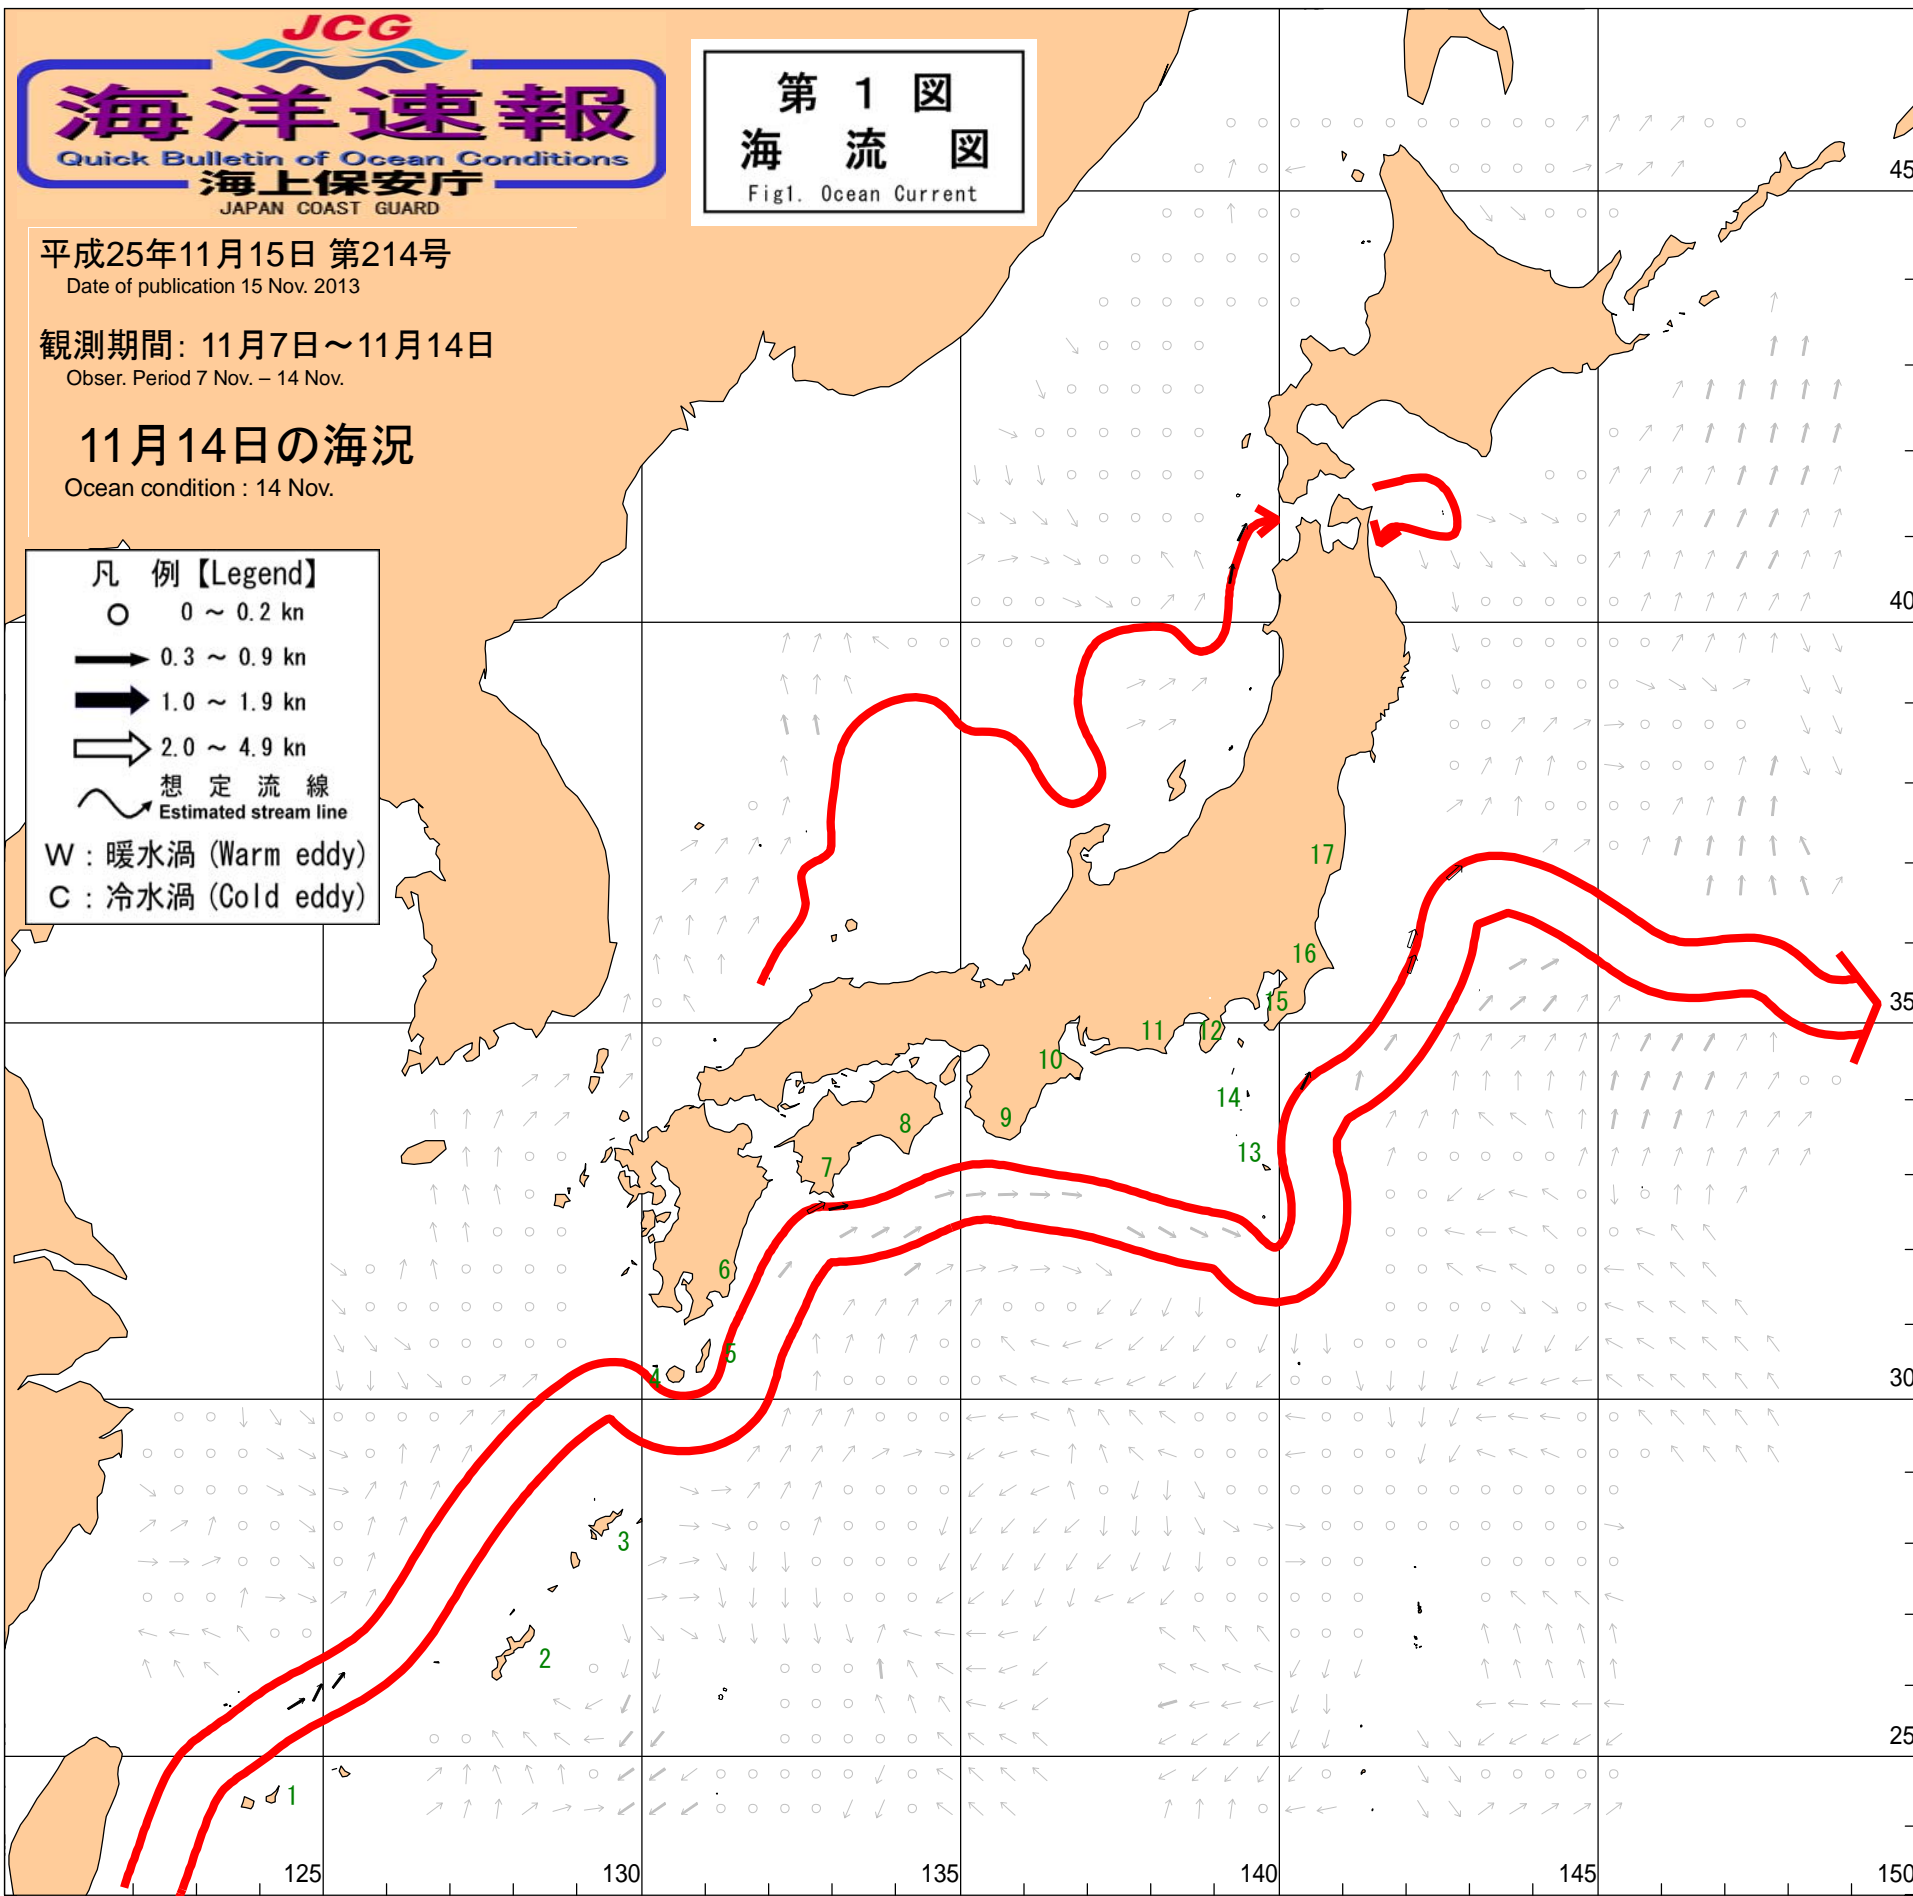 JCG
海洋速報
Quick Bulletin of Ocean Conditions
海上保安庁
JAPAN COAST GUARD
第 1 図
海 流 図
Fig1. Ocean Current
平成25年11月15日 第214号
Date of publication 15 Nov. 2013
観測期間: 11月7日～11月14日
Obser. Period 7 Nov. – 14 Nov.
11月14日の海況
Ocean condition : 14 Nov.
凡 例【Legend】
0 ～ 0.2 kn
0.3 ～ 0.9 kn
1.0 ～ 1.9 kn
2.0 ～ 4.9 kn
想 定 流 線
Estimated stream line
W : 暖水渦 (Warm eddy)
C : 冷水渦 (Cold eddy)
45
40
17
16
35
15
12
11
10
14
9
8
13
7
6
5
4
30
3
2
25
1
125
130
135
140
145
150